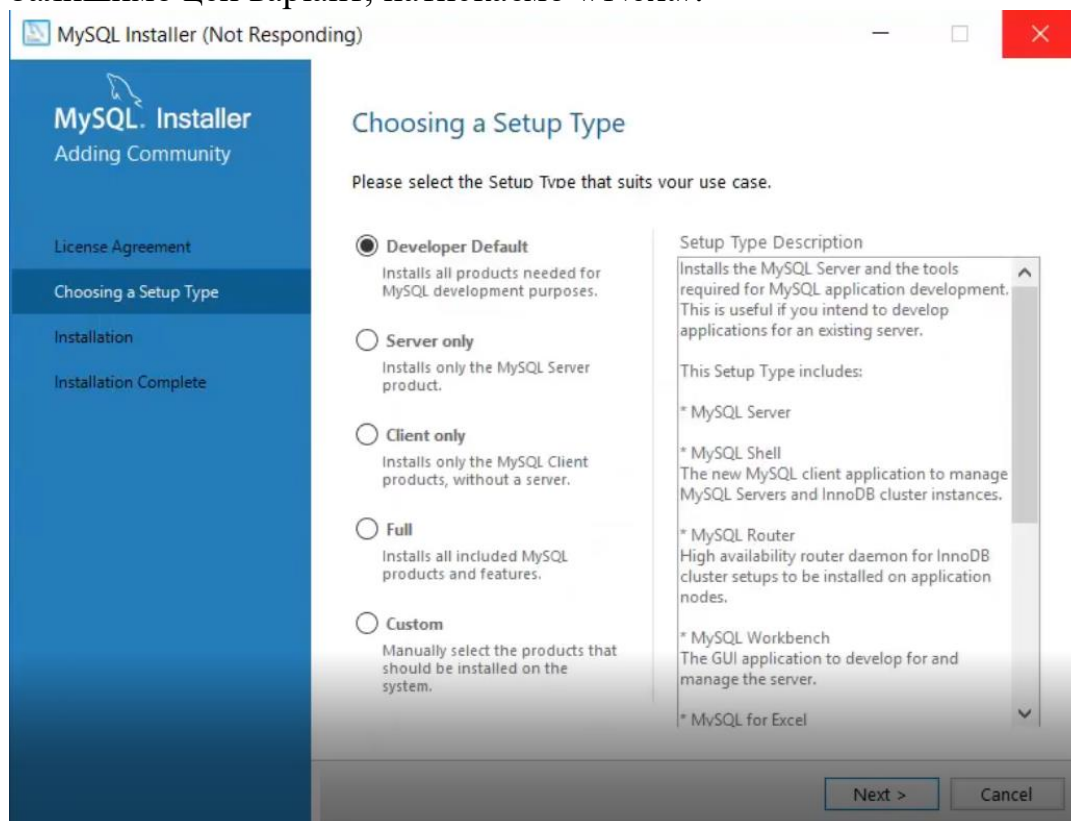 MySQL Installer (Not Responding)
MySQL. Installer
Adding Community
License Agreement
Choosing a Setup Type
Installation
Installation Complete
Choosing a Setup Type
Please select the Setup Type that suits your use case.
Developer Default
Installs all products needed for
MySQL development purposes.
Server only
Installs only the MySQL Server
product.
Client only
Installs only the MySQL Client
products, without a server.
Full
Installs all included MySQL
products and features.
Custom
Manually select the products that
should be installed on the
system.
Setup Type Description
Installs the MySQL Server and the tools
required for MySQL application development.
This is useful if you intend to develop
applications for an existing server.
This Setup Type includes:
* MySQL Server
* MySQL Shell
The new MySQL client application to manage
MySQL Servers and InnoDB cluster instances.
* MySQL Router
High availability router daemon for InnoDB
cluster setups to be installed on application
nodes.
* MySQL Workbench
The GUI application to develop for and
manage the server.
* MySQL for Excel
Next >
Cancel